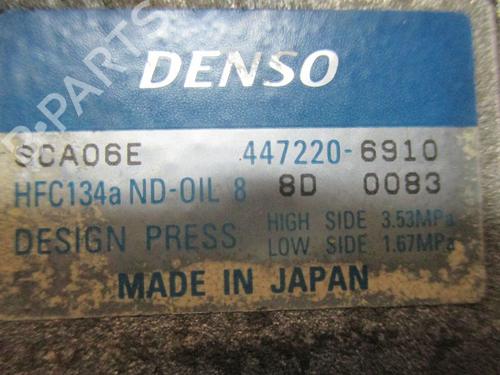 DENSO
SCA06E 447220-6910
HFC134a ND-OIL 8 8D 0083
DESIGN PRESS HIGH SIDE 3.53MPa
LOW SIDE 1.67MPa
MADE IN JAPAN